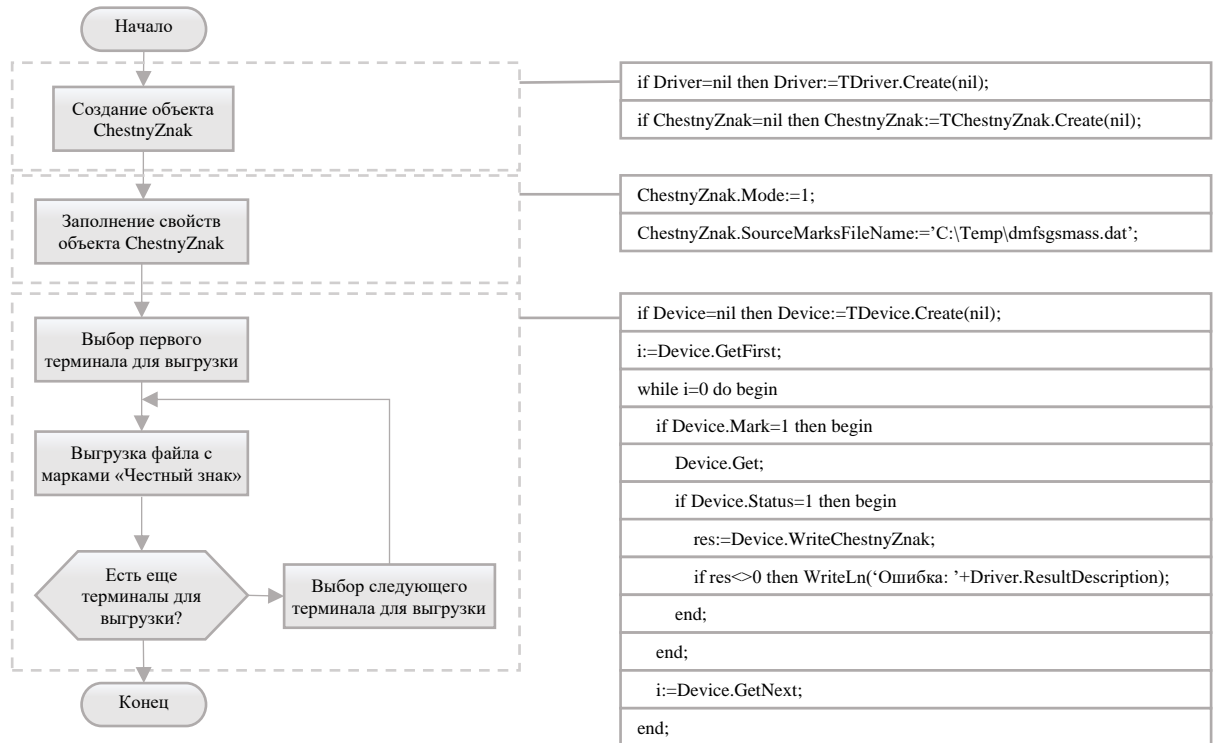 Начало
Создание объекта
ChestnyZnak
Заполнение свойств
объекта ChestnyZnak
Выбор первого
терминала для выгрузки
Выгрузка файла с
марками «Честный знак»
Есть еще
терминалы для
выгрузки?
Выбор следующего
терминала для выгрузки
Конец
if Driver=nil then Driver:=TDriver.Create(nil);
if ChestnyZnak=nil then ChestnyZnak:=TChestnyZnak.Create(nil);
ChestnyZnak.Mode:=1;
ChestnyZnak.SourceMarksFileName:=’C:\Temp\dmfsgsmass.dat’;
if Device=nil then Device:=TDevice.Create(nil);
i:=Device.GetFirst;
while i=0 do begin
if Device.Mark=1 then begin
Device.Get;
if Device.Status=1 then begin
res:=Device.WriteChestnyZnak;
if res<>0 then WriteLn(‘Ошибка: ’+Driver.ResultDescription);
end;
end;
i:=Device.GetNext;
end;